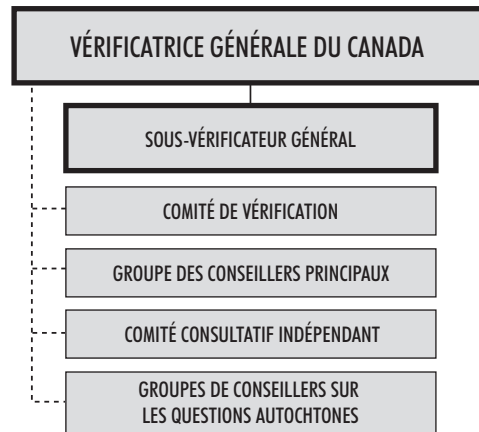 VÉRIFICATRICE GÉNÉRALE DU CANADA
SOUS-VÉRIFICATEUR GÉNÉRAL
COMITÉ DE VÉRIFICATION
GROUPE DES CONSEILLERS PRINCIPAUX
COMITÉ CONSULTATIF INDÉPENDANT
GROUPES DE CONSEILLERS SUR
LES QUESTIONS AUTOCHTONES